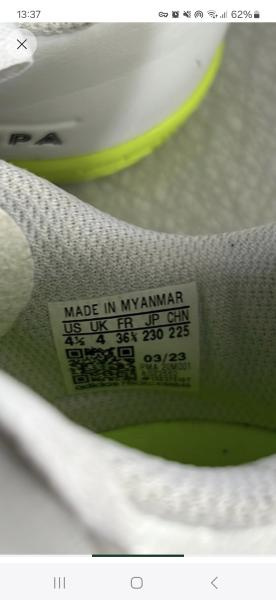 13:37
62%
PA
MADE IN MYANMAR
US UK FR JP CHN
4½ 4 36⅔ 230 225
03/23
adidas